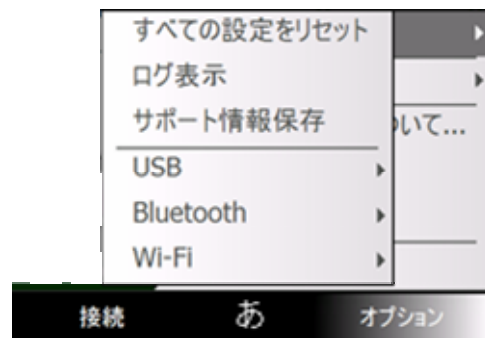 すべての設定をリセット
ログ表示
サポート情報保存
ついて...
USB
Bluetooth
Wi-Fi
接続
あ
オプション